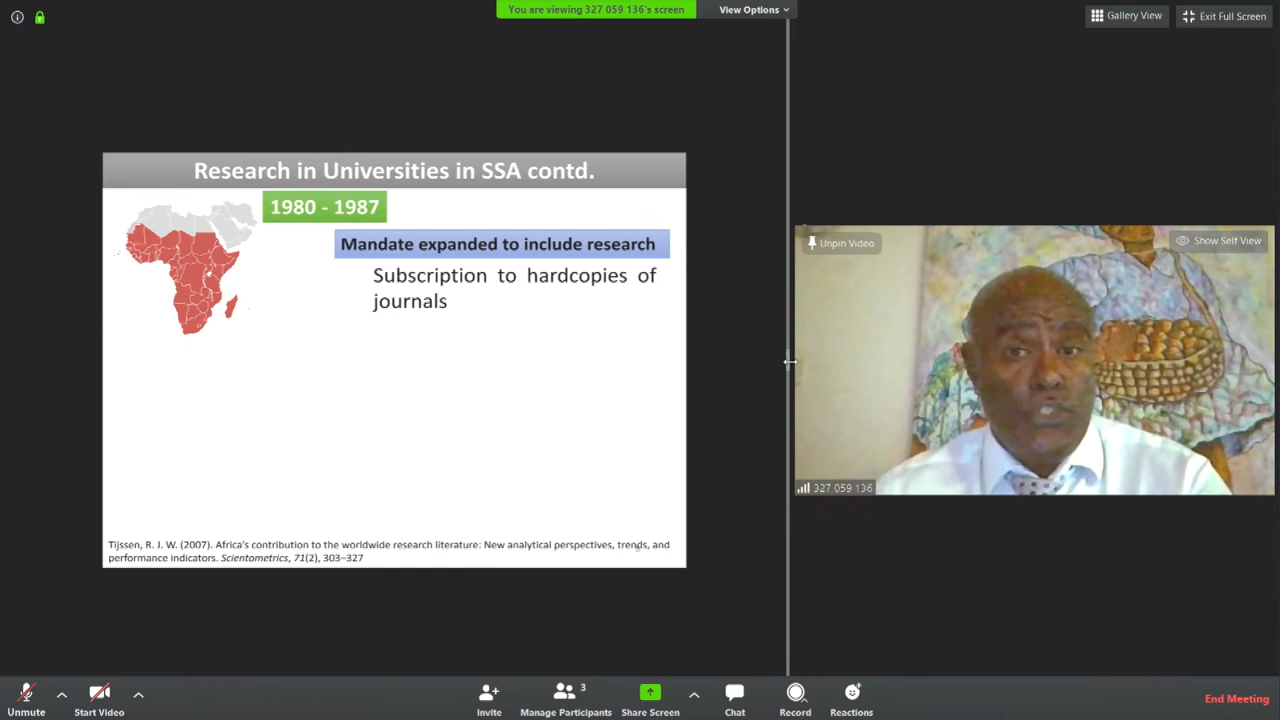 You are viewing 327 059 136's screen
View Options
Gallery View
Exit Full Screen
Research in Universities in SSA contd.
1980 - 1987
Mandate expanded to include research
Subscription to hardcopies of
journals
Tijssen, R. J. W. (2007). Africa's contribution to the worldwide research literature: New analytical perspectives, trends, and
performance indicators. Scientometrics, 71(2), 303–327
Unpin Video
Show Self View
327 059 136
Unmute
Start Video
Invite
3
Manage Participants
Share Screen
Chat
Record
Reactions
End Meeting